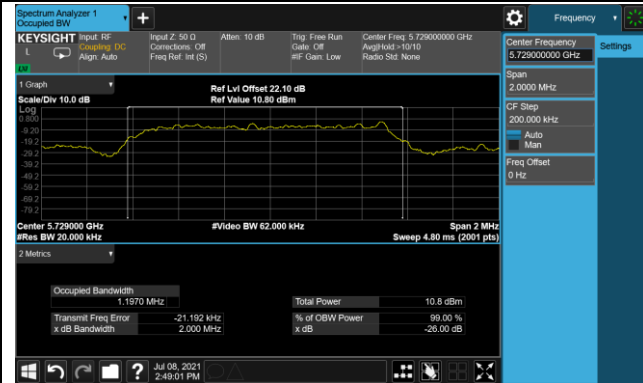 Spectrum Analyzer 1
Occupied BW
Frequency
KEYSIGHT
Input: RF
Coupling: DC
Align: Auto
Input Z: 50 Ω
Corrections: Off
Freq Ref: Int (S)
Atten: 10 dB
Trig: Free Run
Gate: Off
#IF Gain: Low
Center Freq: 5.729000000 GHz
Avg|Hold:>10/10
Radio Std: None
L
Center Frequency
5.729000000 GHz
Settings
Span
2.0000 MHz
CF Step
200.000 kHz
Auto
Man
Freq Offset
0 Hz
1 Graph
Scale/Div 10.0 dB
Ref Lvl Offset 22.10 dB
Ref Value 10.80 dBm
Log
0.800
-9.20
-19.2
-29.2
-39.2
-49.2
-59.2
-69.2
-79.2
Center 5.729000 GHz
#Res BW 20.000 kHz
#Video BW 62.000 kHz
Span 2 MHz
Sweep 4.80 ms (2001 pts)
2 Metrics
Occupied Bandwidth
1.1970 MHz
Total Power 10.8 dBm
Transmit Freq Error -21.192 kHz
% of OBW Power 99.00 %
x dB Bandwidth 2.000 MHz
x dB -26.00 dB
Jul 08, 2021
2:49:01 PM